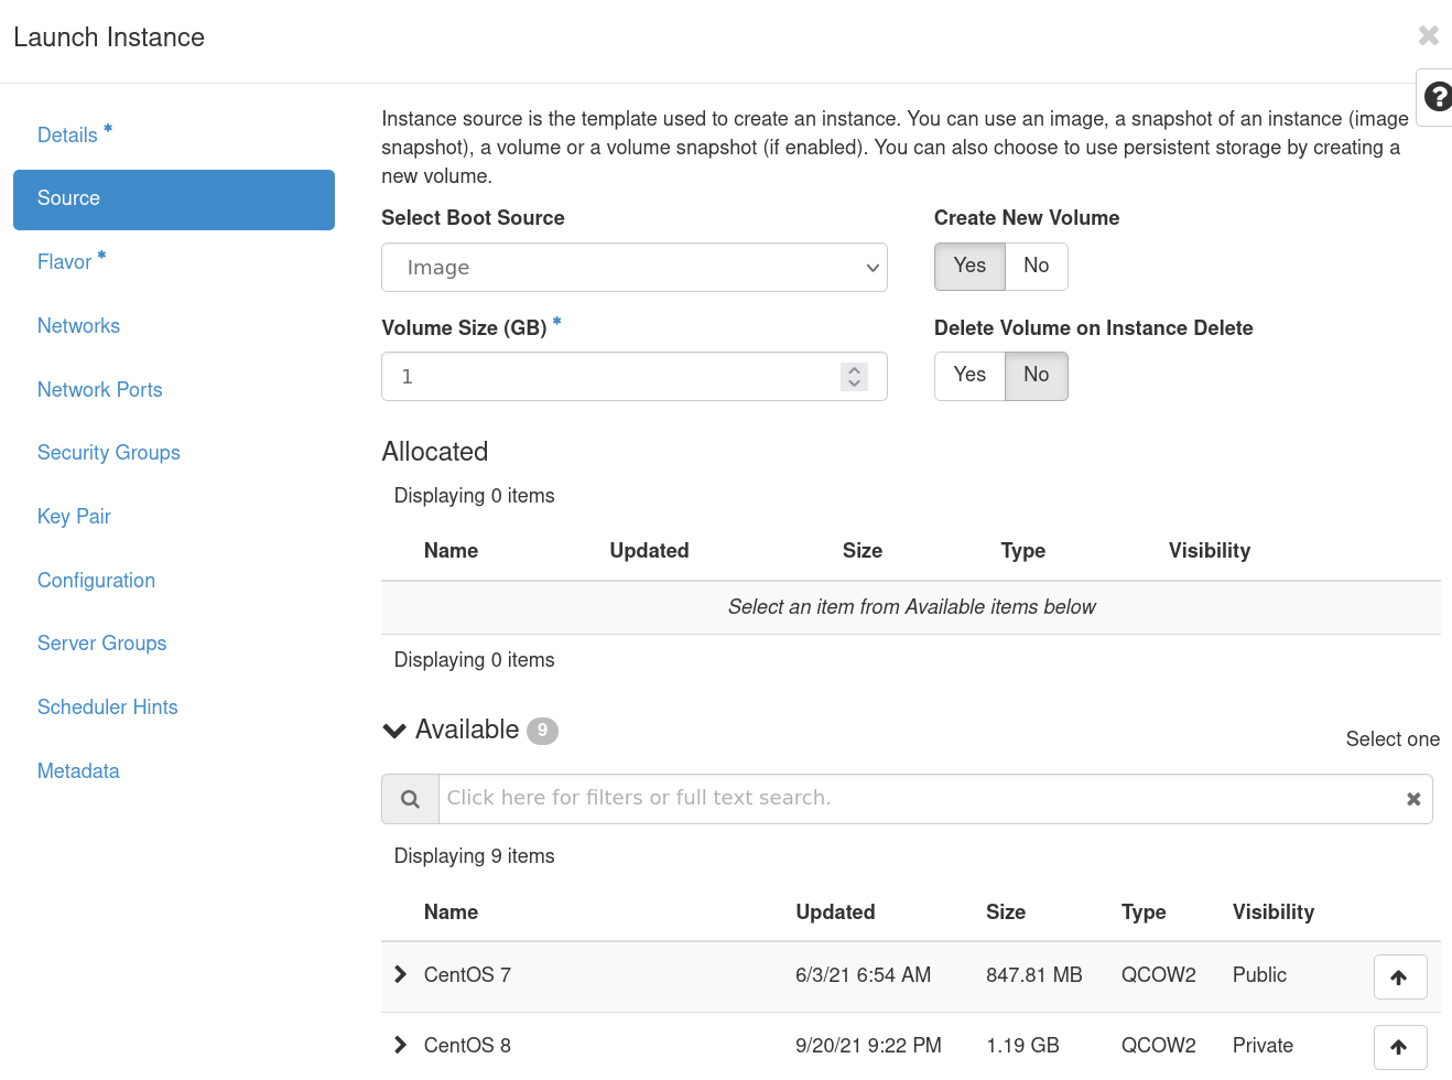 Launch Instance
Details *
Source
Flavor *
Networks
Network Ports
Security Groups
Key Pair
Configuration
Server Groups
Scheduler Hints
Metadata
Instance source is the template used to create an instance. You can use an image, a snapshot of an instance (image
snapshot), a volume or a volume snapshot (if enabled). You can also choose to use persistent storage by creating a
new volume.
Select Boot Source
Image
Create New Volume
Yes No
Volume Size (GB) *
1
Delete Volume on Instance Delete
Yes No
Allocated
Displaying 0 items
Name Updated Size Type Visibility
Select an item from Available items below
Displaying 0 items
Available 9
Select one
Click here for filters or full text search.
Displaying 9 items
Name Updated Size Type Visibility
CentOS 7 6/3/21 6:54 AM 847.81 MB QCOW2 Public
CentOS 8 9/20/21 9:22 PM 1.19 GB QCOW2 Private